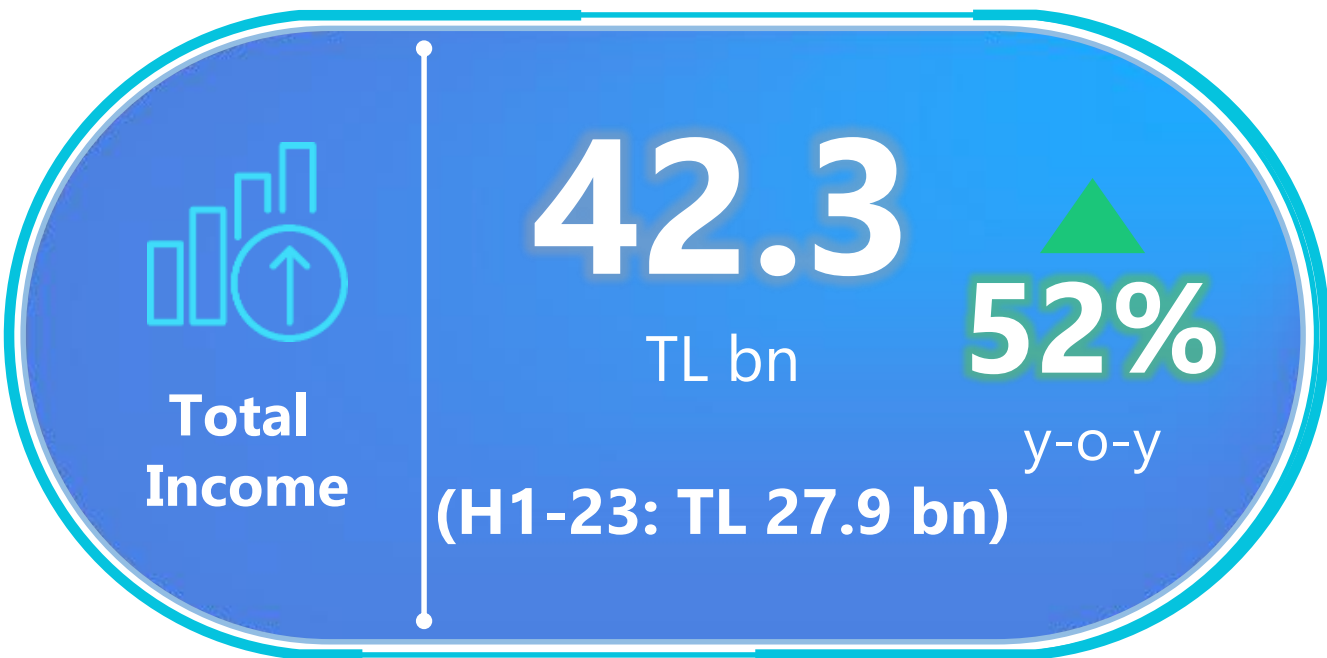 Total
Income
42.3
TL bn
(H1-23: TL 27.9 bn)
52%
y-o-y